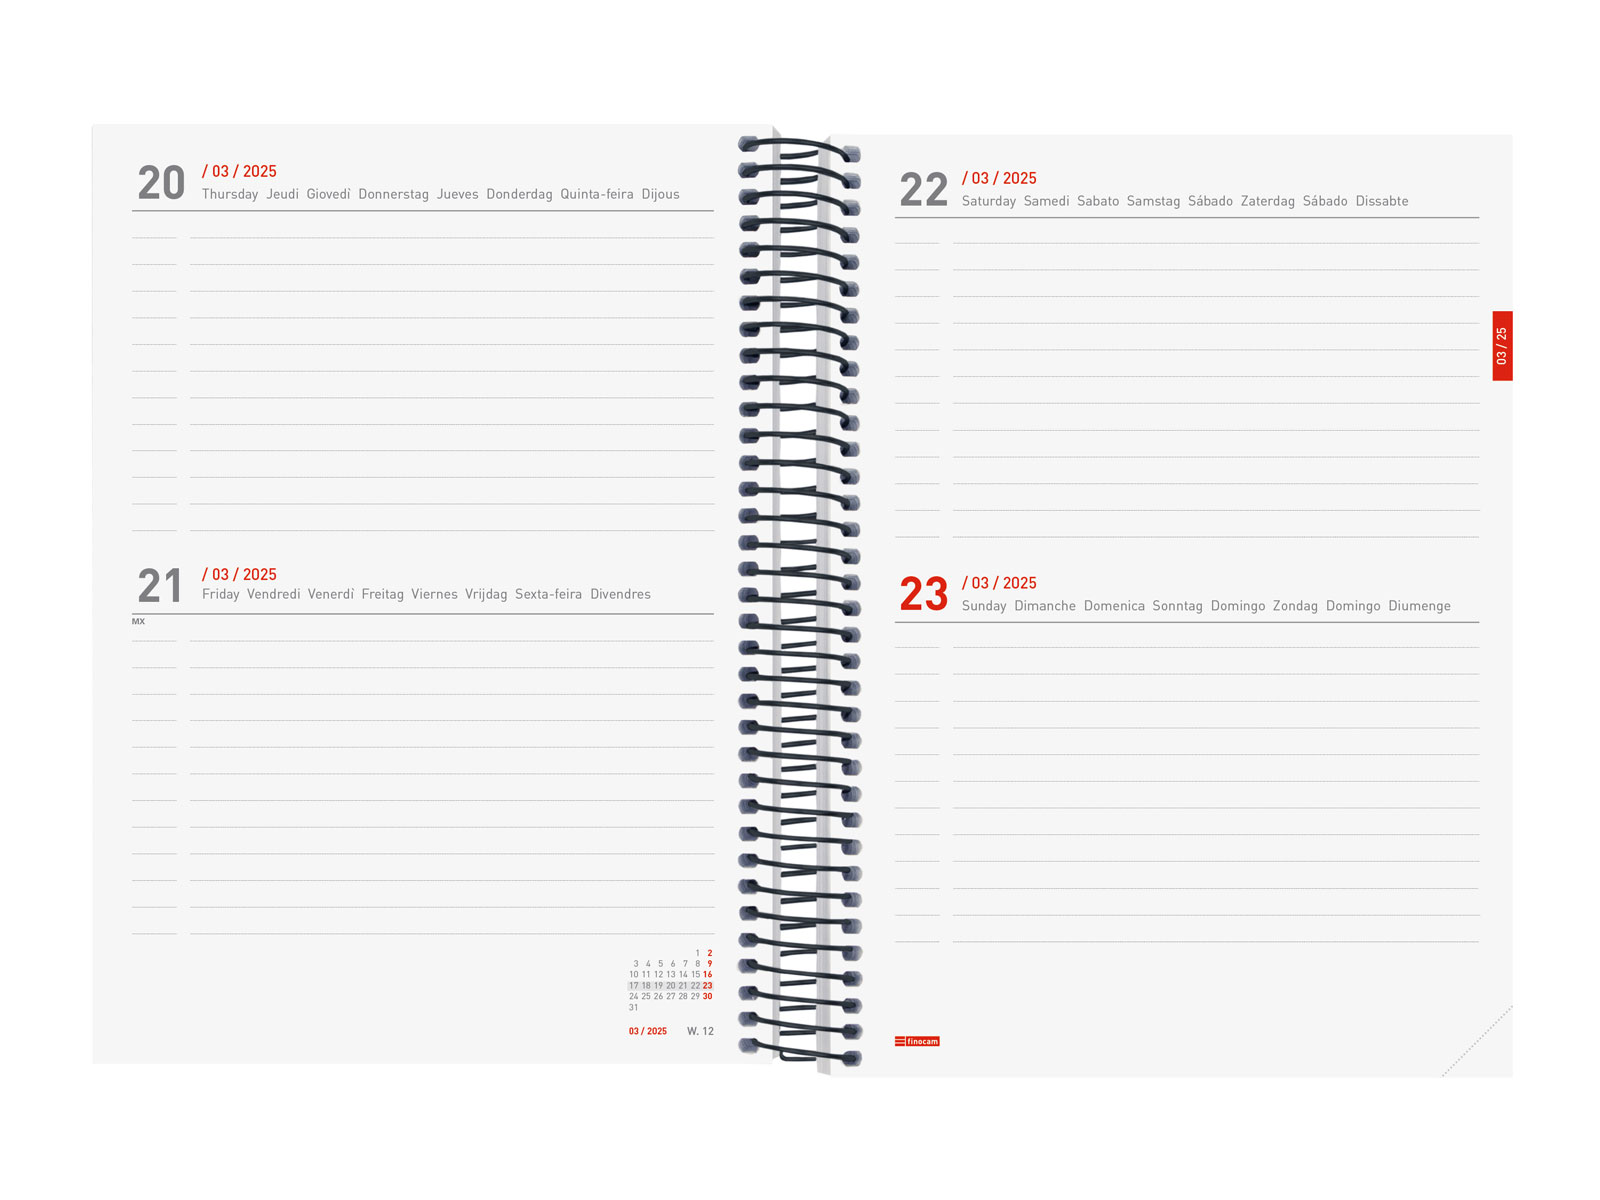 20 / 03 / 2025
Thursday Jeudi Giovedì Donnerstag Jueves Donderdag Quinta-feira Dijous
21 / 03 / 2025
Friday Vendredi Venerdì Freitag Viernes Vrijdag Sexta-feira Divendres
MX
1 2
3 4 5 6 7 8 9
10 11 12 13 14 15 16
17 18 19 20 21 22 23
24 25 26 27 28 29 30
31
03 / 2025 W. 12
22 / 03 / 2025
Saturday Samedi Sabato Samstag Sábado Zaterdag Sábado Dissabte
03 / 25
23 / 03 / 2025
Sunday Dimanche Domenica Sonntag Domingo Zondag Domingo Diumenge
finocam